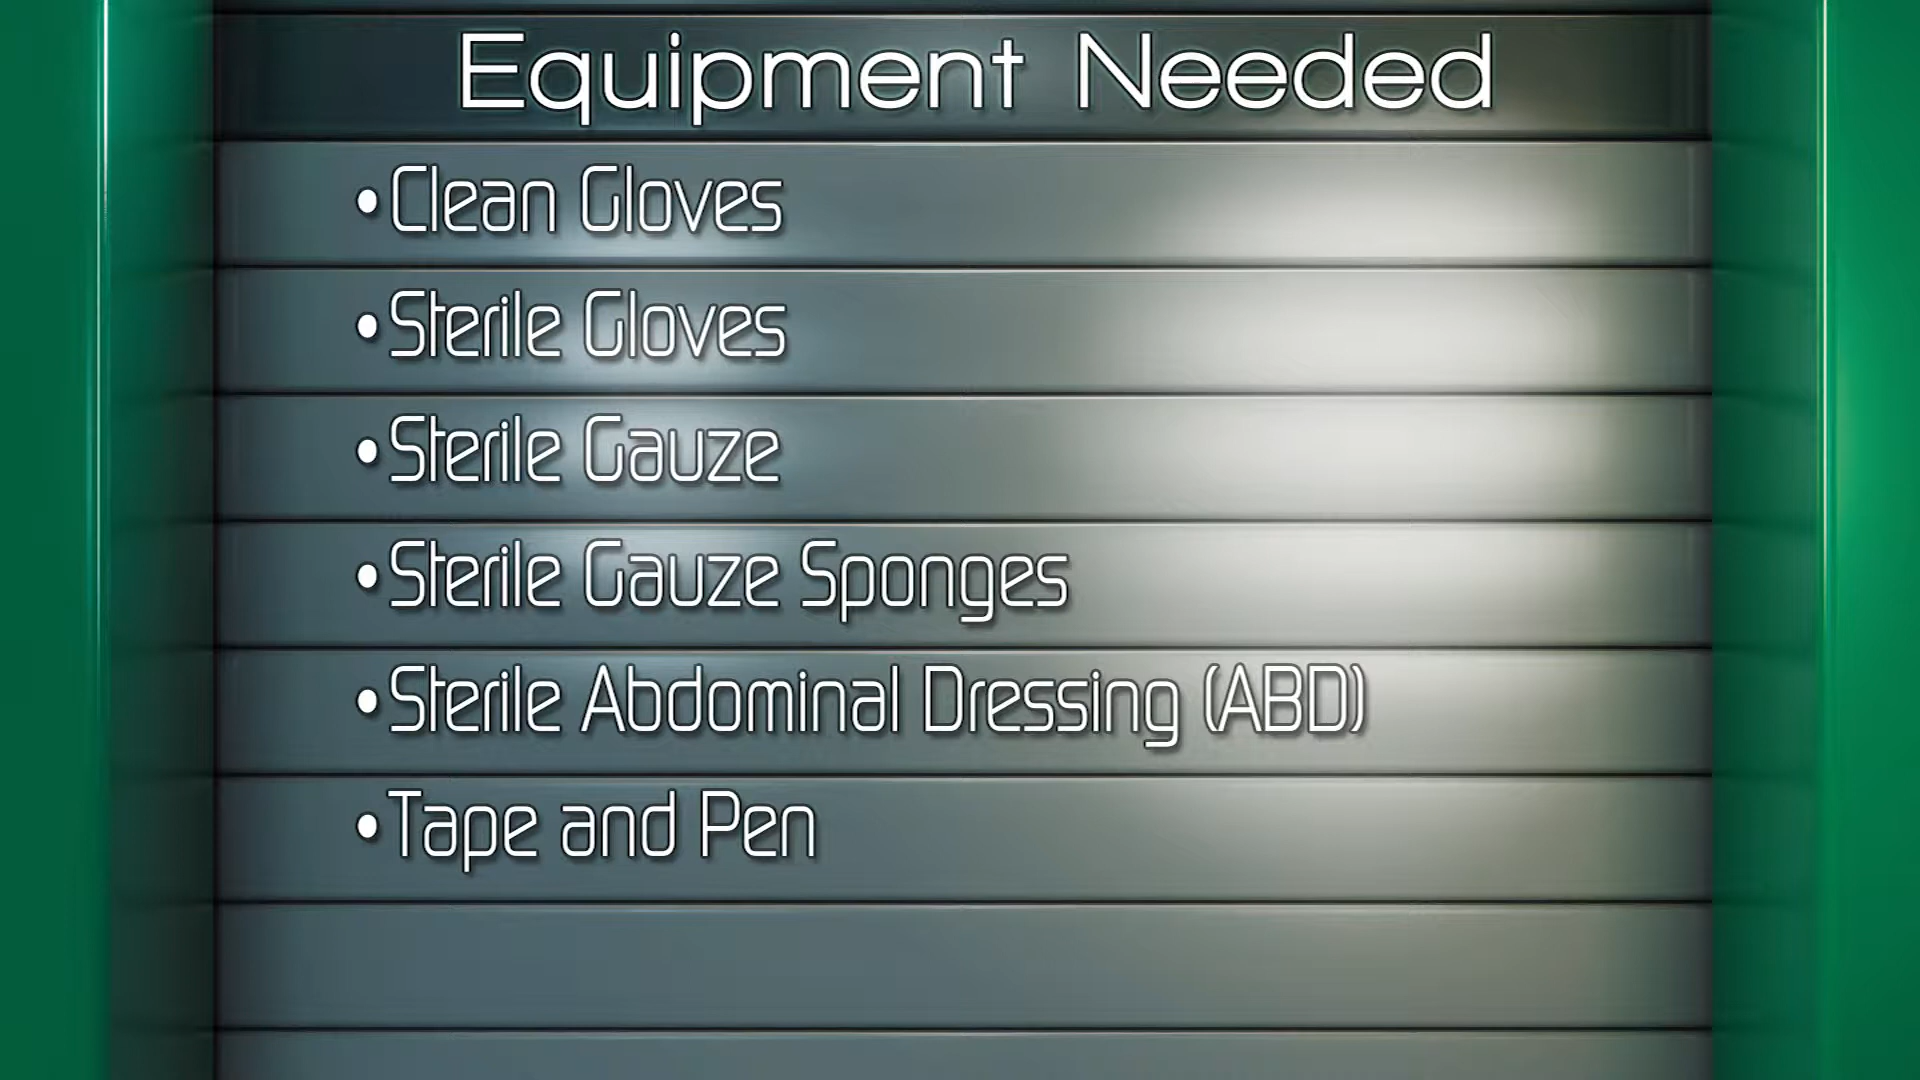 Equipment Needed
•Clean Gloves
•Sterile Gloves
•Sterile Gauze
•Sterile Gauze Sponges
•Sterile Abdominal Dressing (ABD)
•Tape and Pen